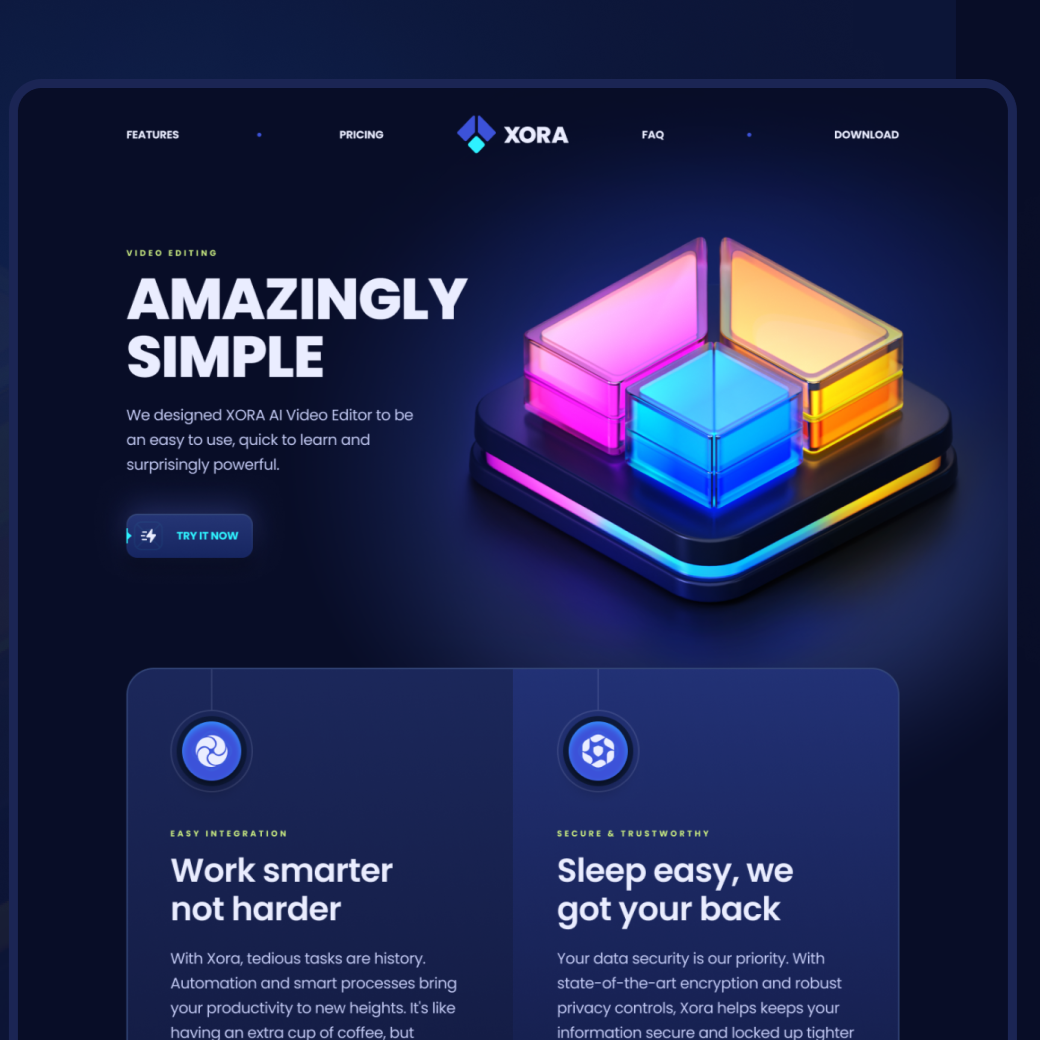 FEATURES PRICING XORA FAQ DOWNLOAD
VIDEO EDITING
AMAZINGLY
SIMPLE
We designed XORA AI Video Editor to be
an easy to use, quick to learn and
surprisingly powerful.
TRY IT NOW
EASY INTEGRATION
Work smarter
not harder
With Xora, tedious tasks are history.
Automation and smart processes bring
your productivity to new heights. It's like
having an extra cup of coffee, but
SECURE & TRUSTWORTHY
Sleep easy, we
got your back
Your data security is our priority. With
state-of-the-art encryption and robust
privacy controls, Xora helps keeps your
information secure and locked up tighter